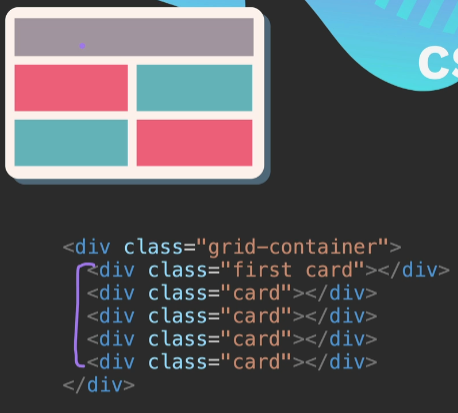 CS
<div class="grid-container">
<div class="first card"></div>
<div class="card"></div>
<div class="card"></div>
<div class="card"></div>
<div class="card"></div>
</div>